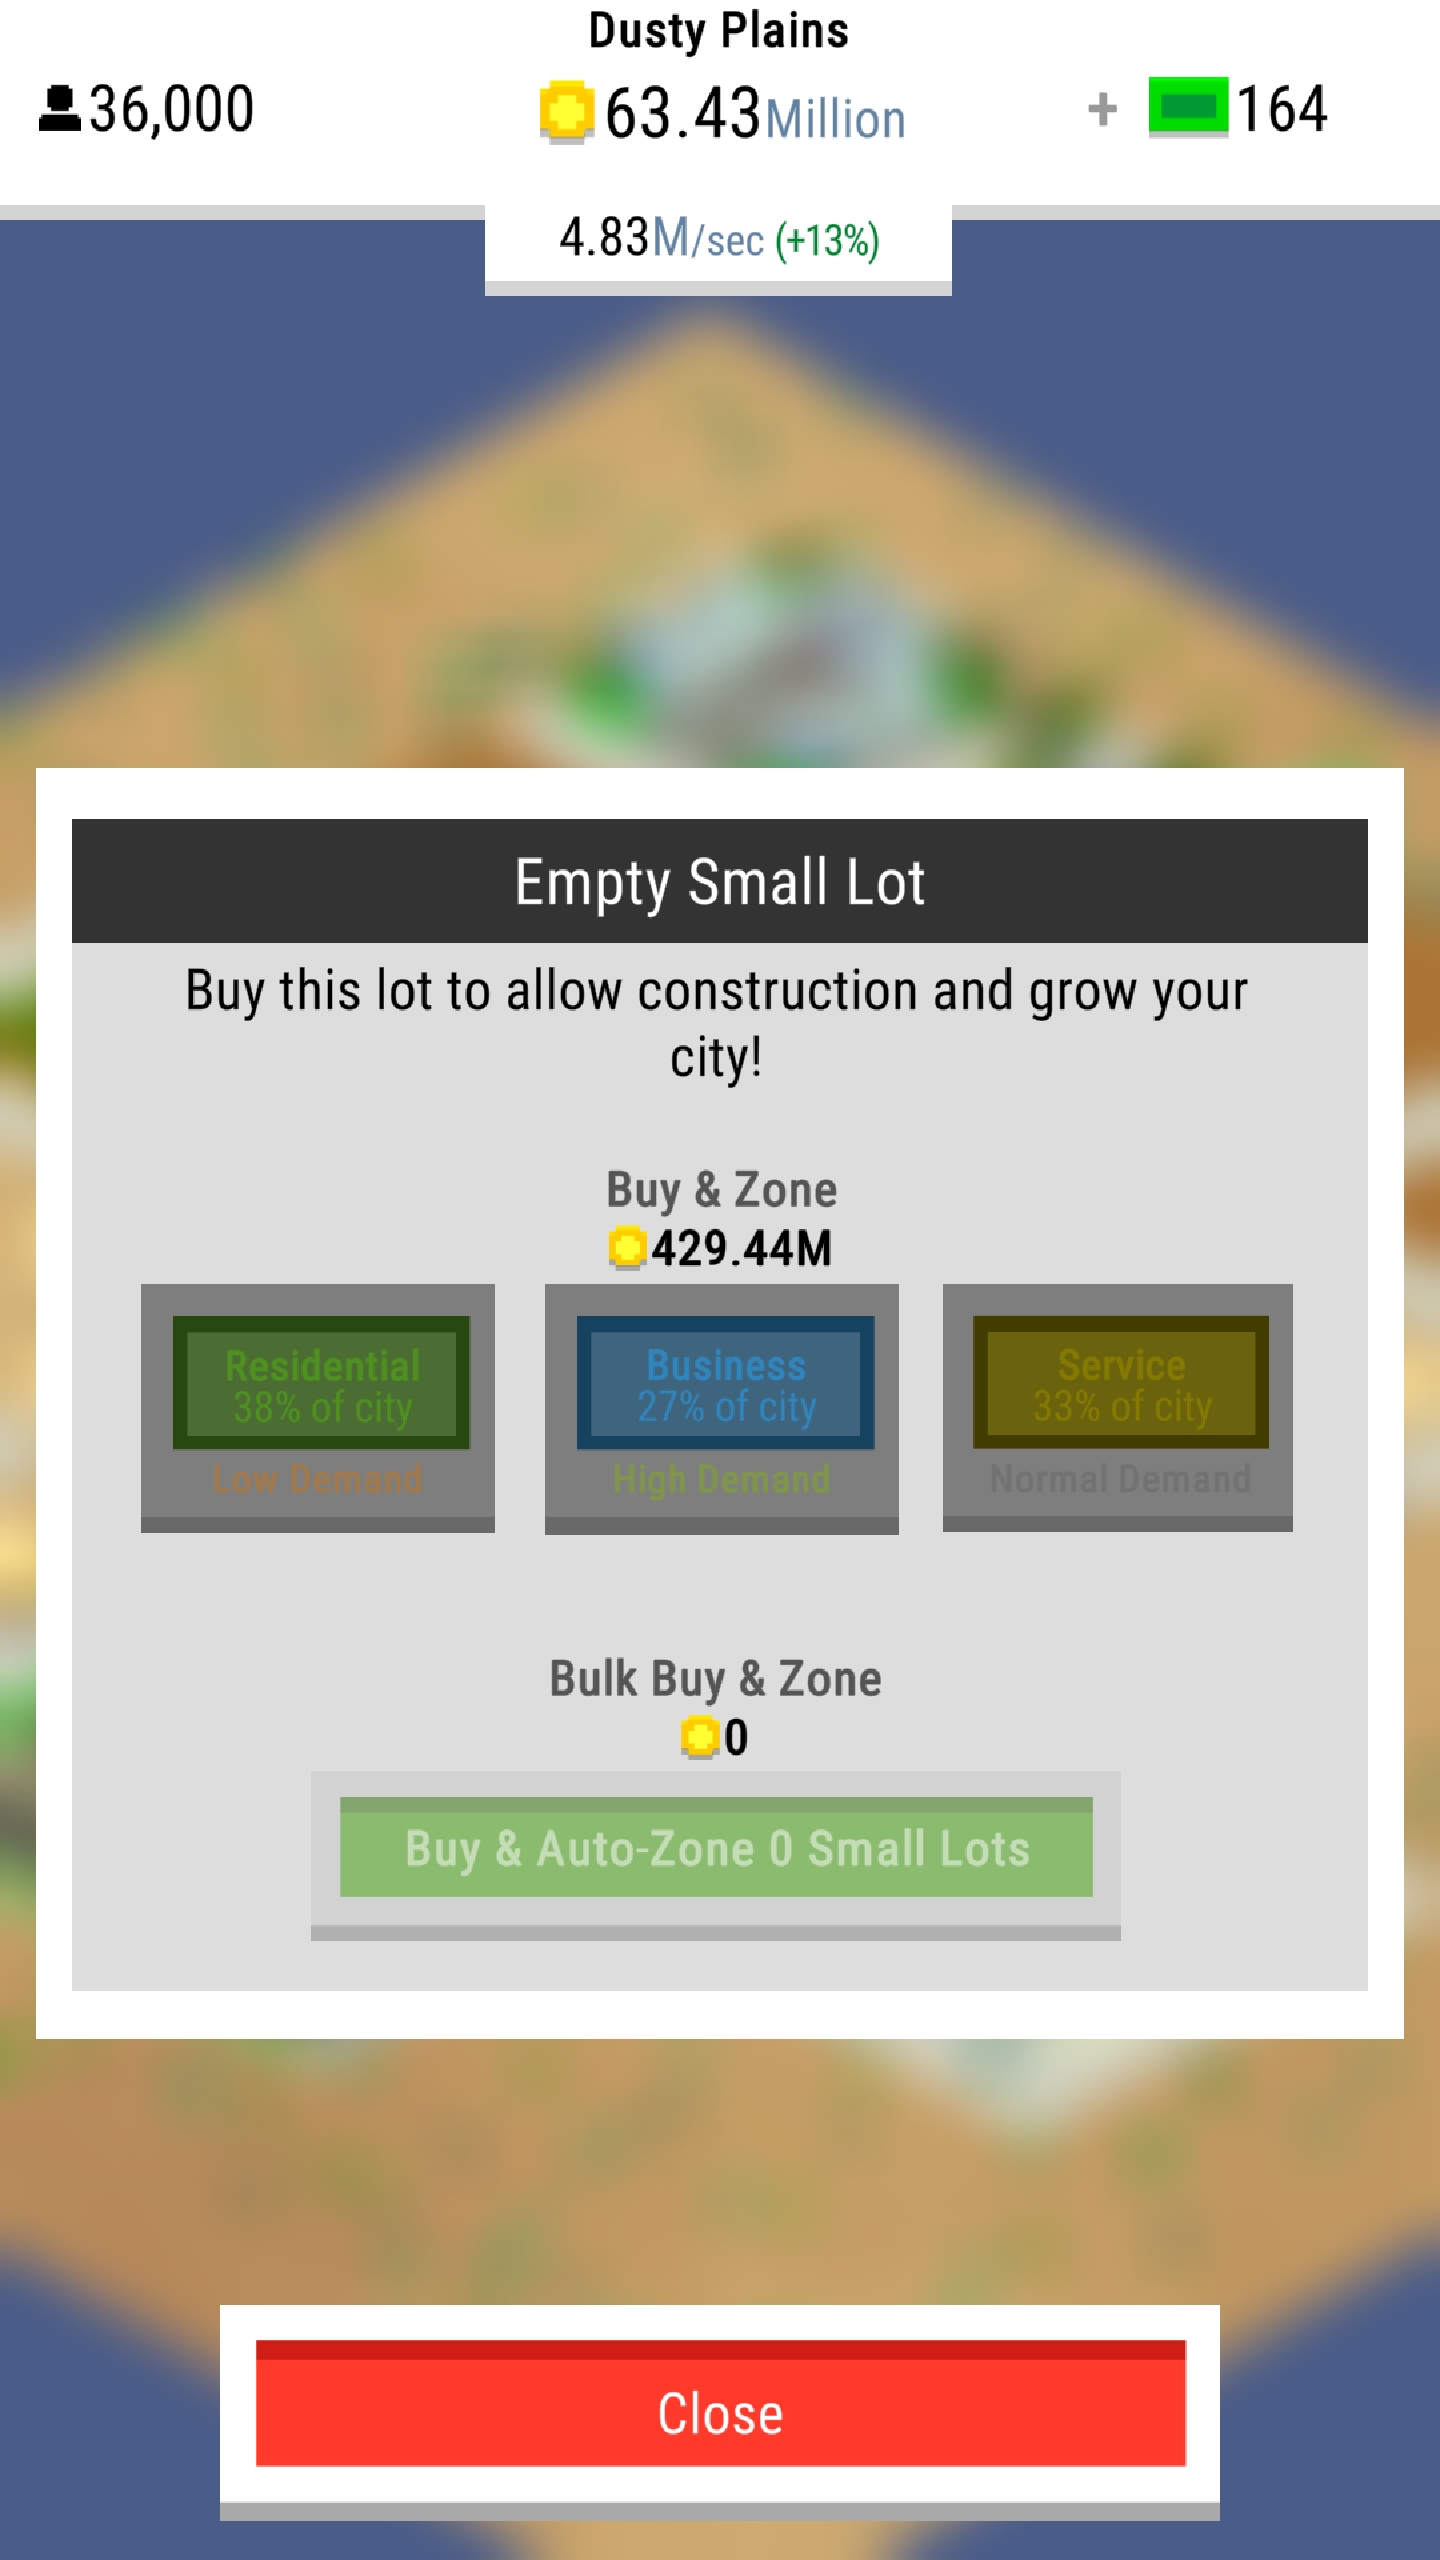 Dusty Plains
36,000
63.43Million
+ 164
4.83M/sec (+13%)
Empty Small Lot
Buy this lot to allow construction and grow your
city!
Buy & Zone
429.44M
Residential
38% of city
Low Demand
Business
27% of city
High Demand
Service
33% of city
Normal Demand
Bulk Buy & Zone
0
Buy & Auto-Zone 0 Small Lots
Close